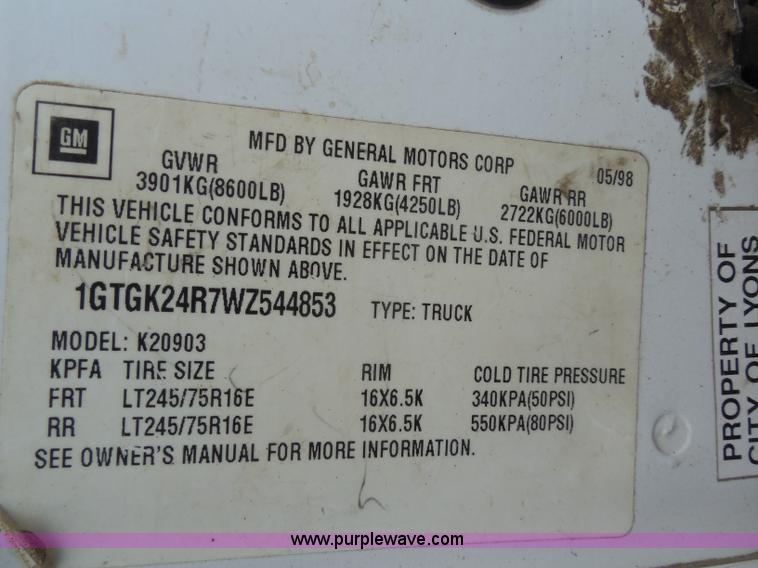 GM
MFD BY GENERAL MOTORS CORP 05/98
GVWR GAWR FRT GAWR RR
3901KG(8600LB) 1928KG(4250LB) 2722KG(6000LB)
THIS VEHICLE CONFORMS TO ALL APPLICABLE U.S. FEDERAL MOTOR
VEHICLE SAFETY STANDARDS IN EFFECT ON THE DATE OF
MANUFACTURE SHOWN ABOVE.
1GTGK24R7WZ544853 TYPE: TRUCK
MODEL: K20903
KPFA TIRE SIZE RIM COLD TIRE PRESSURE
FRT LT245/75R16E 16X6.5K 340KPA(50PSI)
RR LT245/75R16E 16X6.5K 550KPA(80PSI)
SEE OWNER'S MANUAL FOR MORE INFORMATION.
PROPERTY OF
CITY OF LYONS
www.purplewave.com